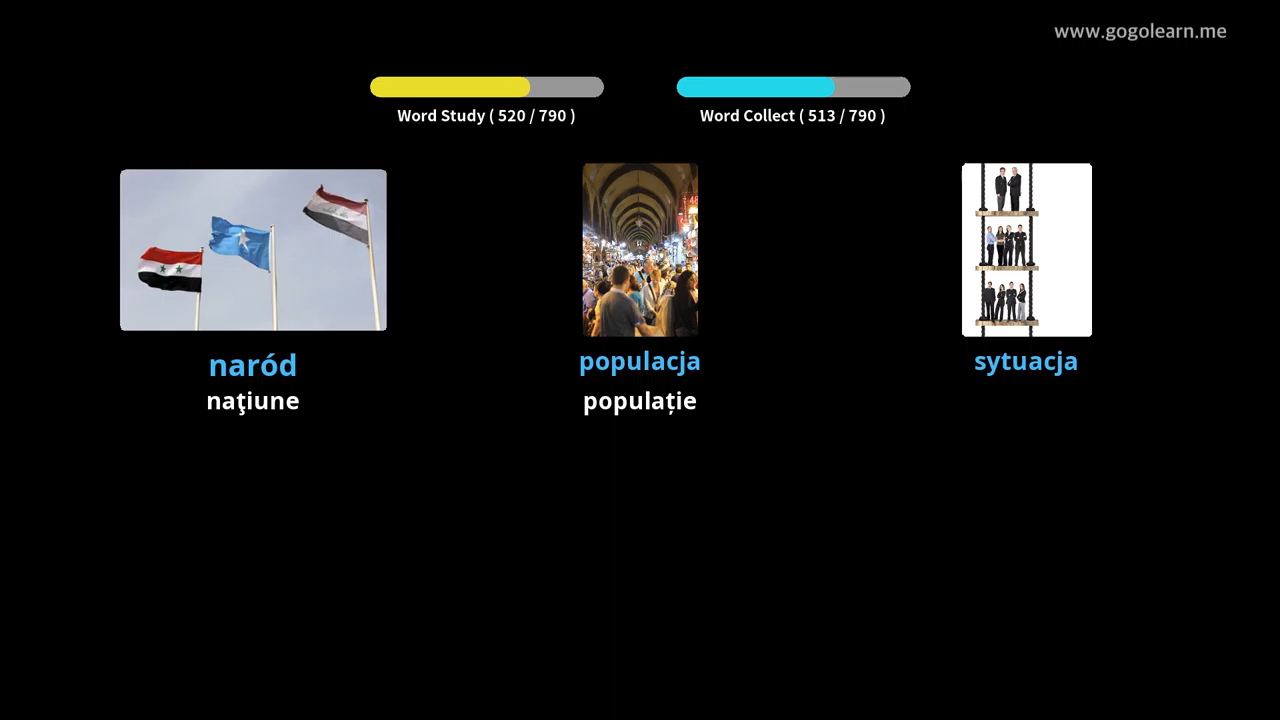 www.gogolearn.me
Word Study ( 520 / 790 )
Word Collect ( 513 / 790 )
naród
naţiune
populacja
populație
sytuacja